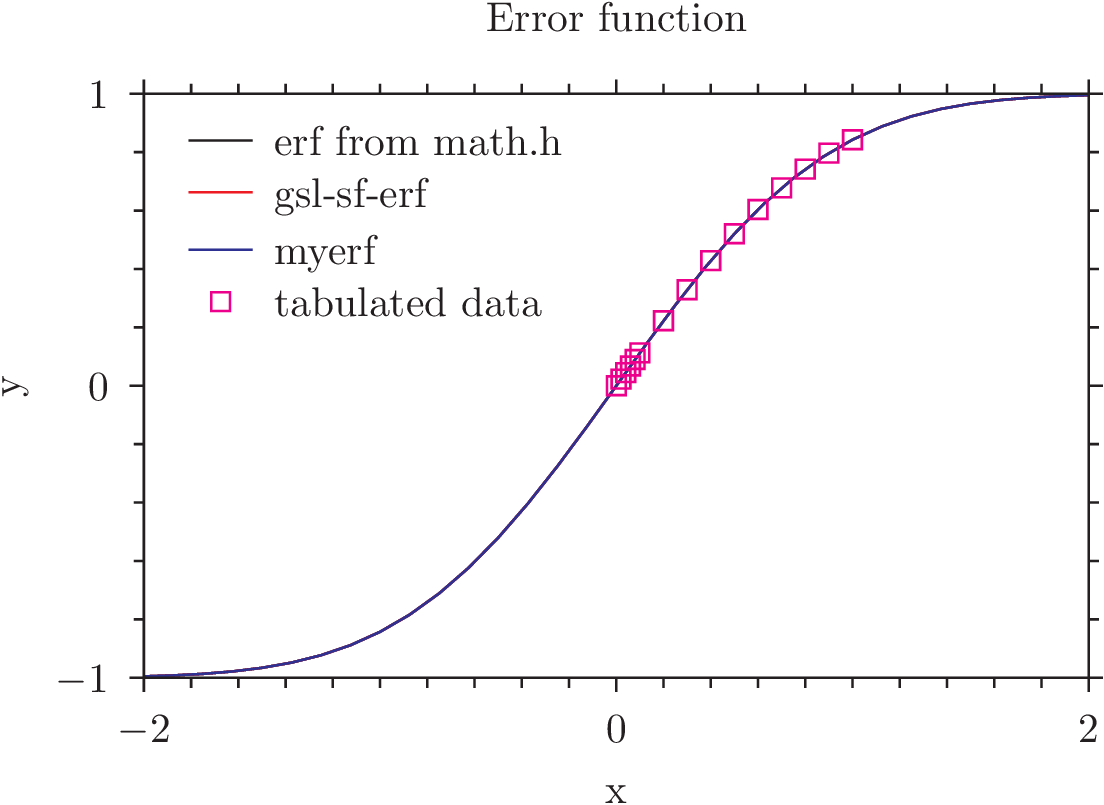 Error function
1
erf from math.h
gsl-sf-erf
myerf
tabulated data
y
0
−1
−2
0
2
x